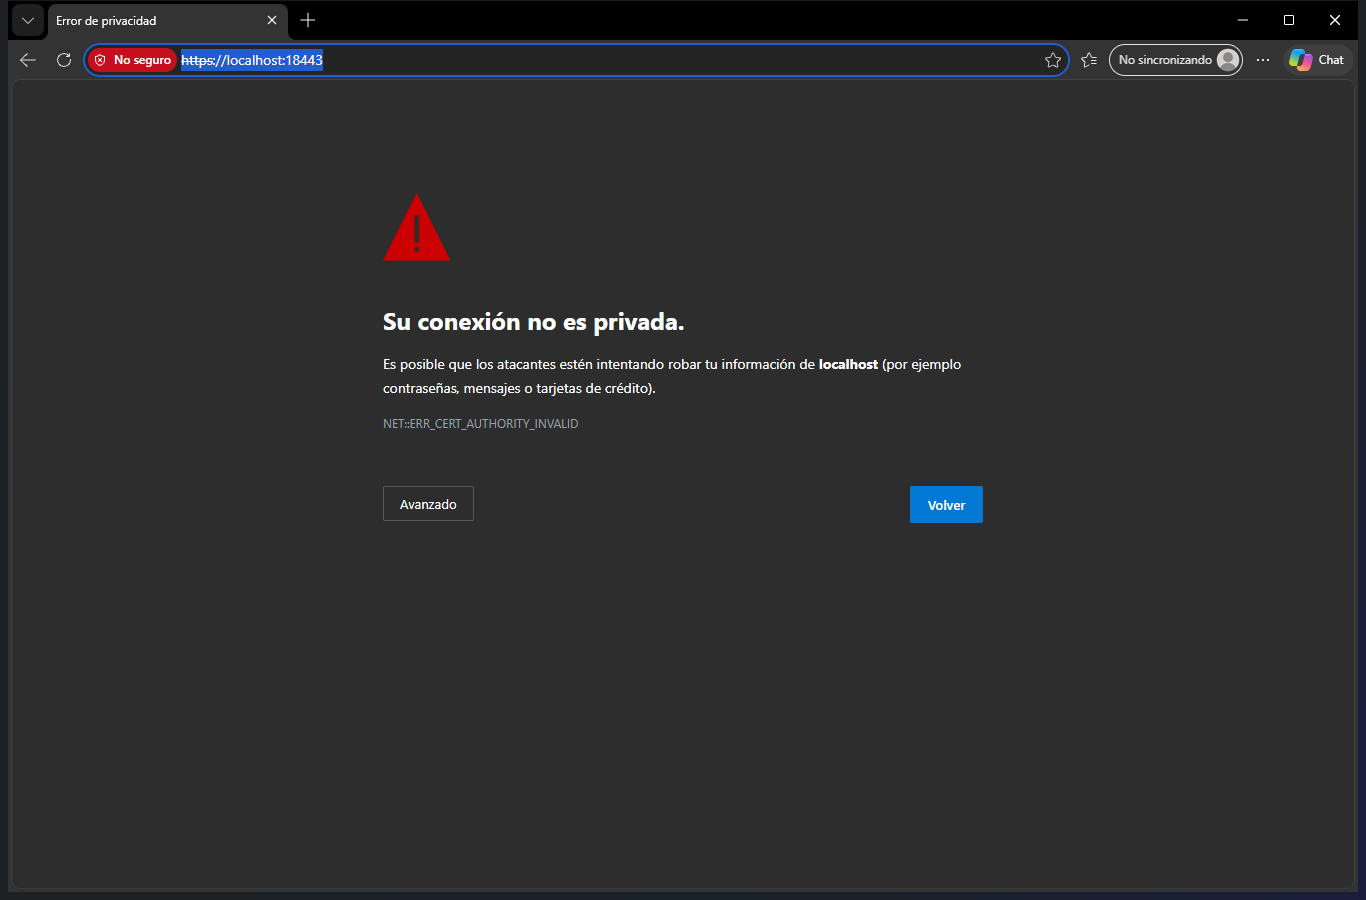 Error de privacidad
No seguro https://localhost:18443 No sincronizando Chat
Su conexión no es privada.
Es posible que los atacantes estén intentando robar tu información de localhost (por ejemplo
contraseñas, mensajes o tarjetas de crédito).
NET::ERR_CERT_AUTHORITY_INVALID
Avanzado Volver